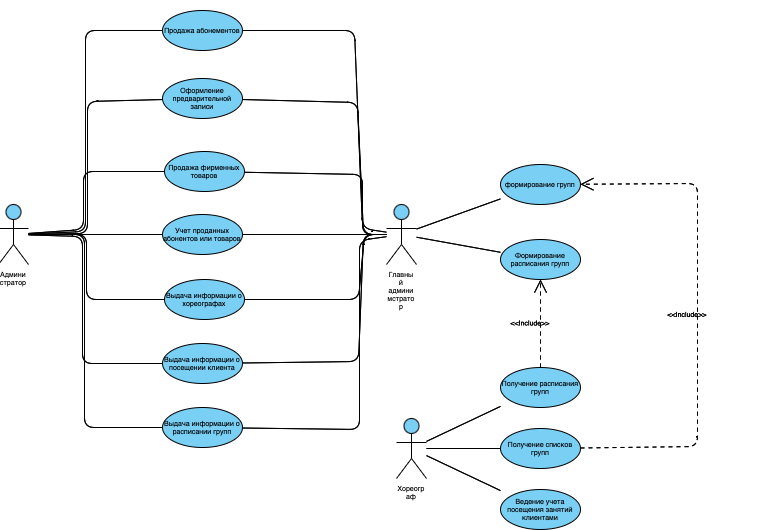 Продажа абонементов
Оформление
предварительной
записи
Продажа фирменных
товаров
Учет проданных
абонентов или товаров
Выдача информации о
хореографах
Выдача информации о
посещении клиента
Выдача информации о
расписании групп
Админи
стратор
Главны
й
админи
мстрато
р
формирование групп
Формирование
расписания групп
<<Include>>
<<Include>>
Получение расписания
групп
Получение списков
групп
Ведение учета
посещения занятий
клиентами
Хореогр
аф